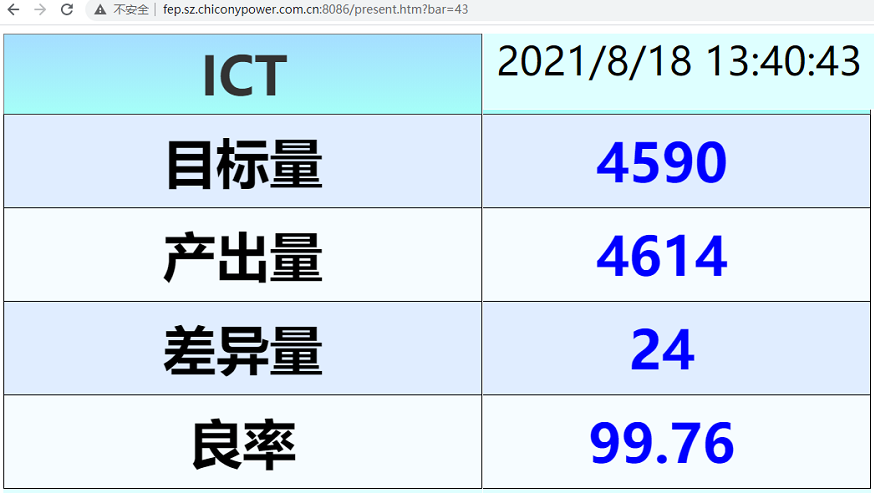 不安全 | fep.sz.chiconypower.com.cn:8086/present.htm?bar=43
ICT 2021/8/18 13:40:43
目标量 4590
产出量 4614
差异量 24
良率 99.76